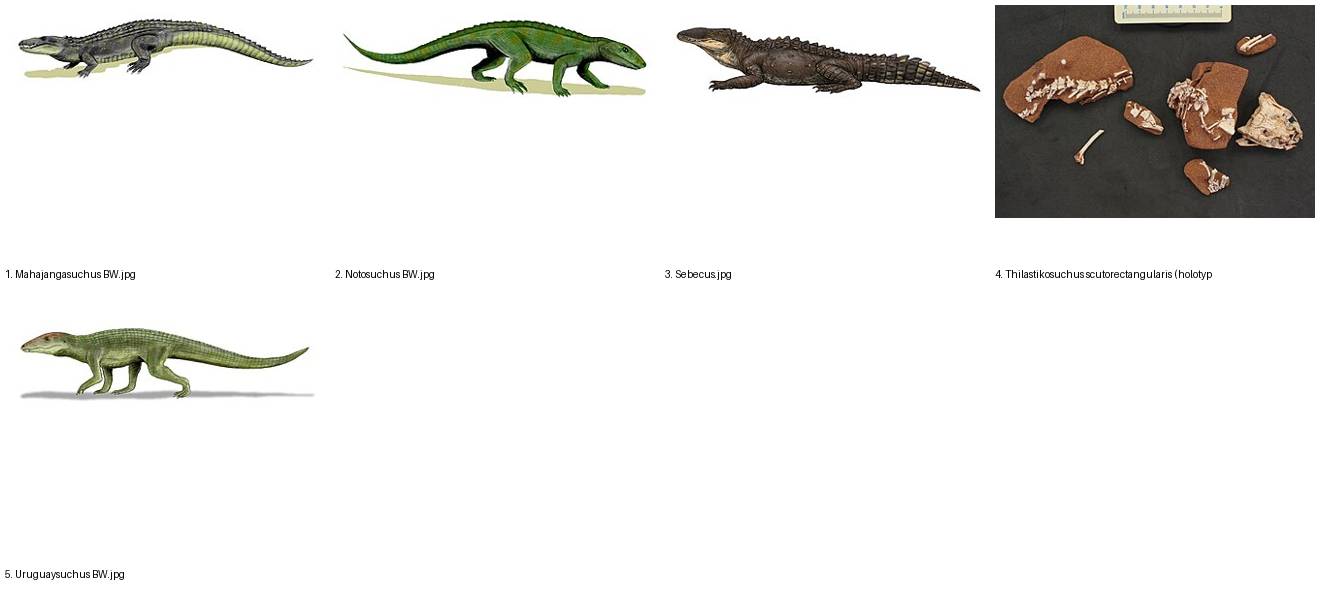 1. Mahajangasuchus BW.jpg
2. Notosuchus BW.jpg
3. Sebecus.jpg
4. Thilastikosuchus scutorectangularis (holotyp
5. Uruguaysuchus BW.jpg